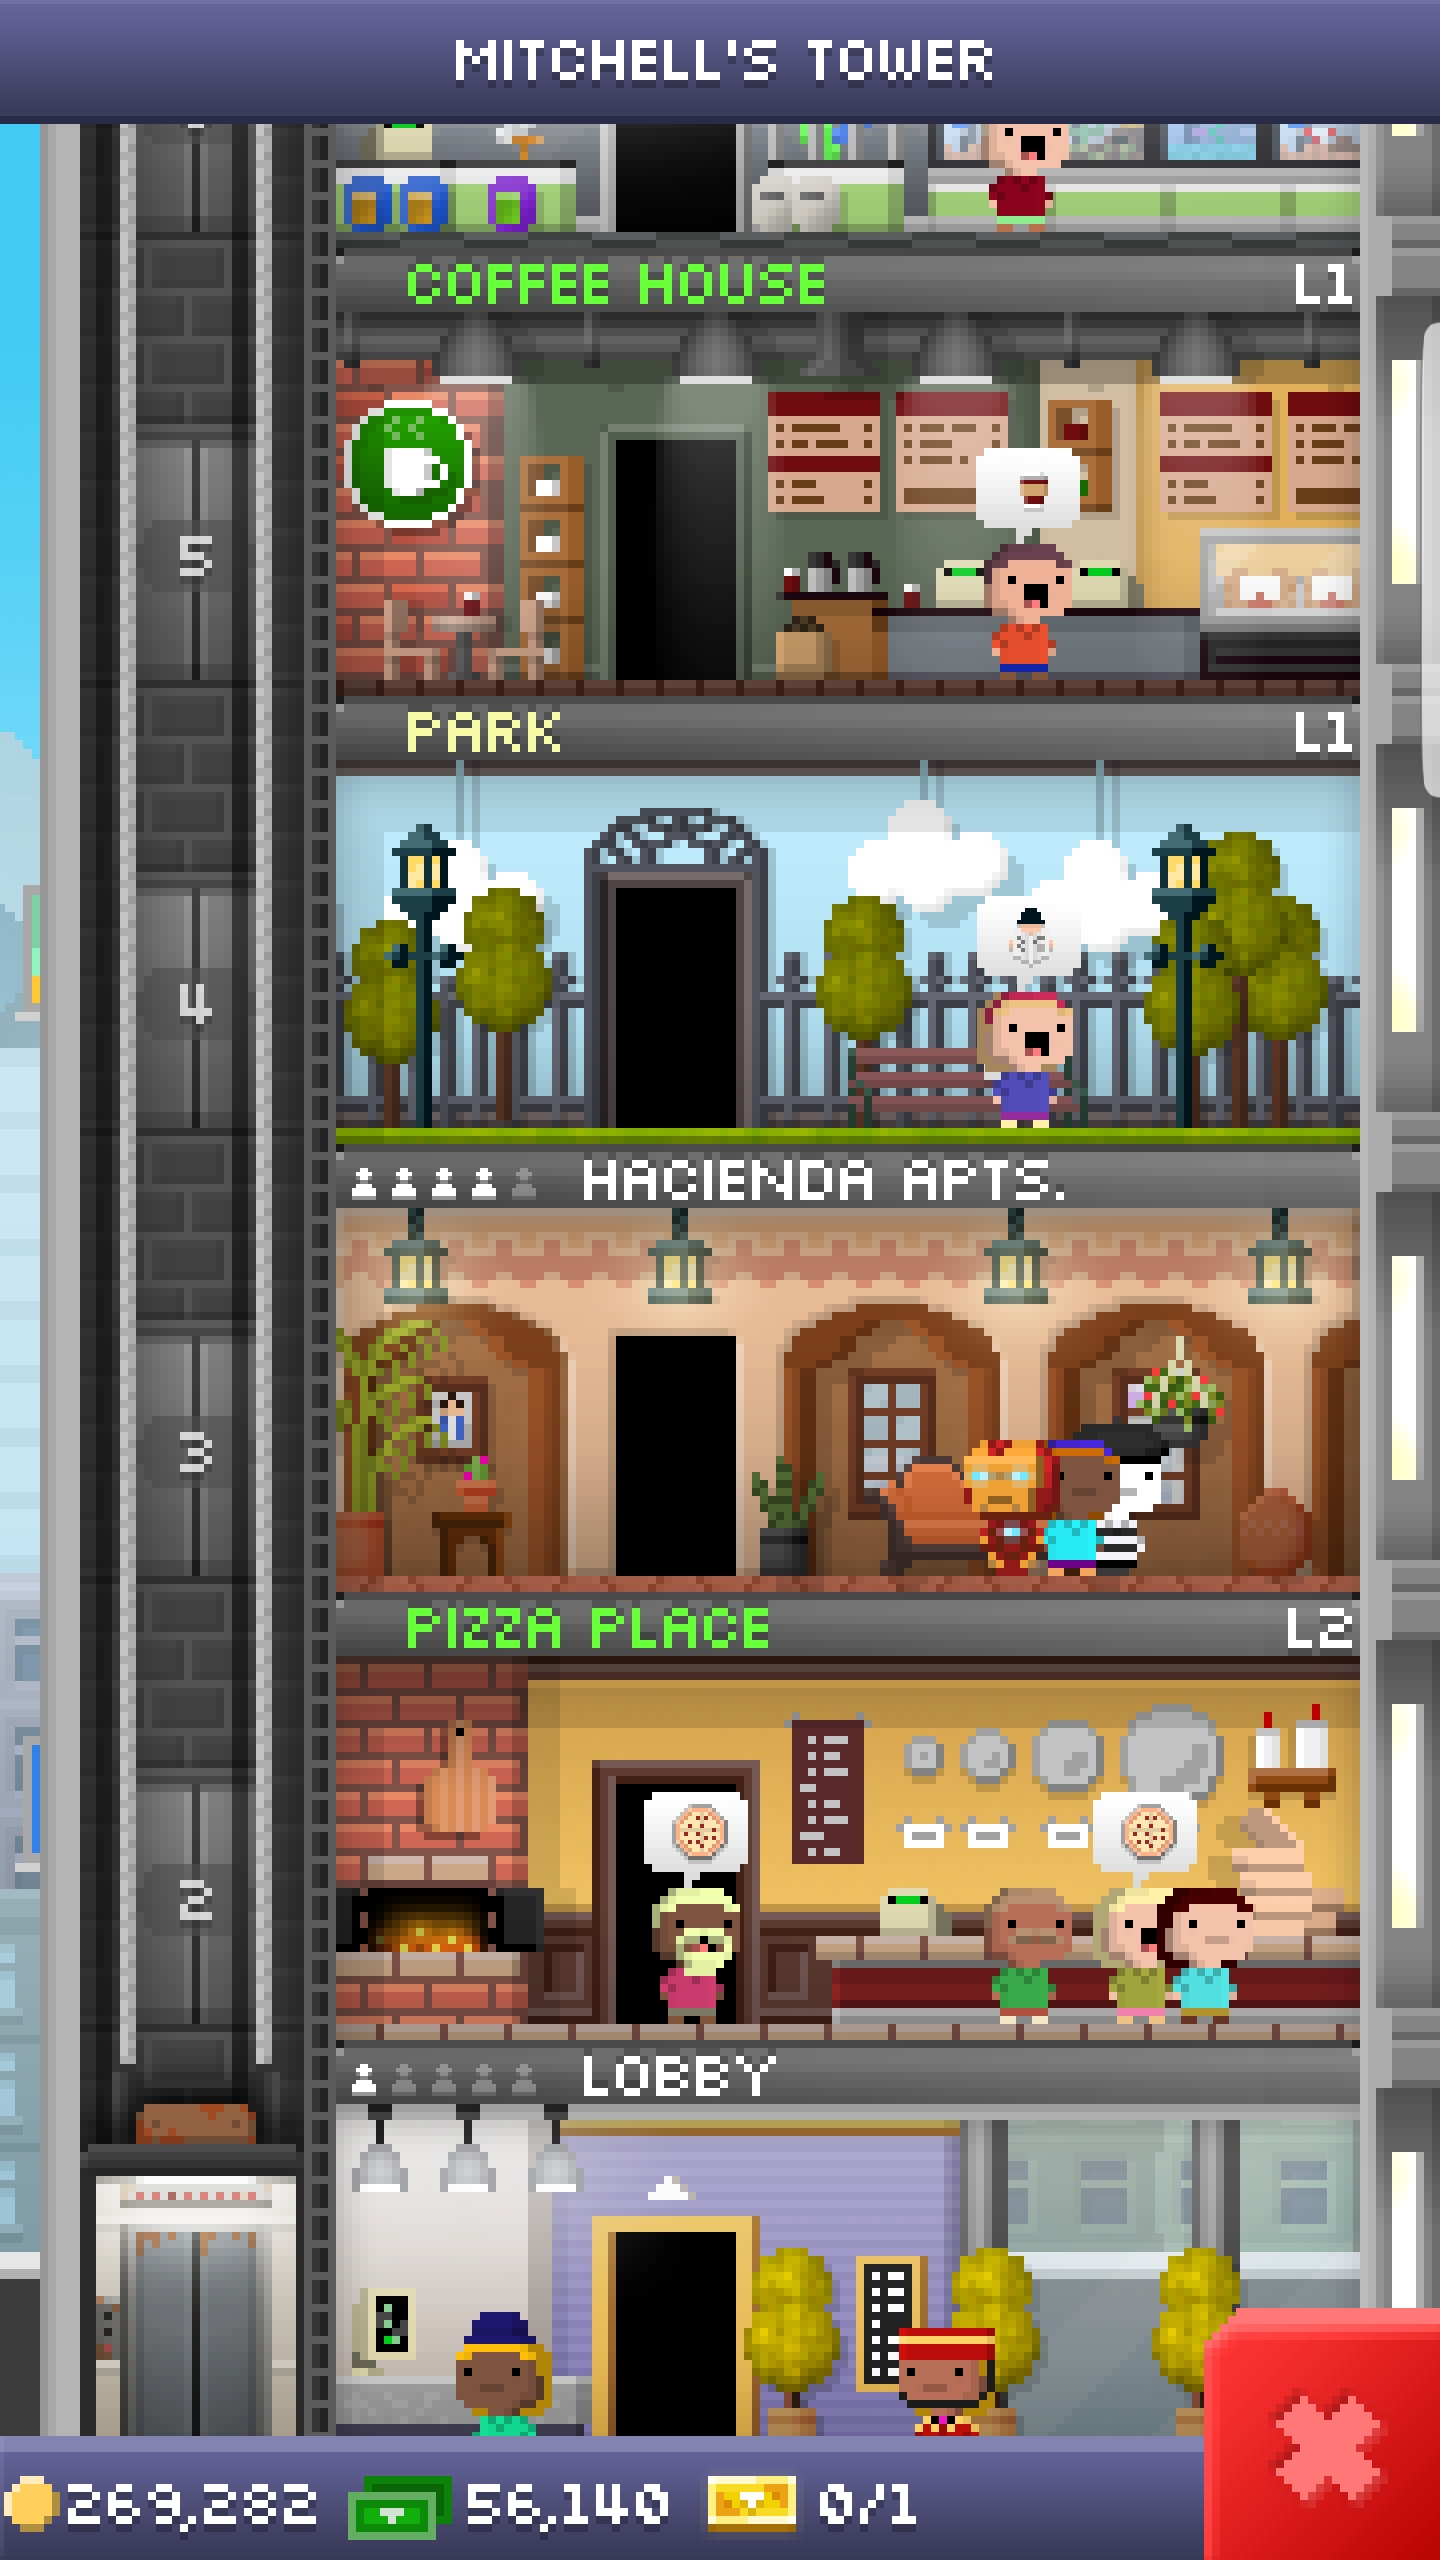 MITCHELL'S TOWER
COFFEE HOUSE L1
5
PARK L1
4
HACIENDA APTS.
3
PIZZA PLACE L2
2
LOBBY
269,282 56,140 0/1